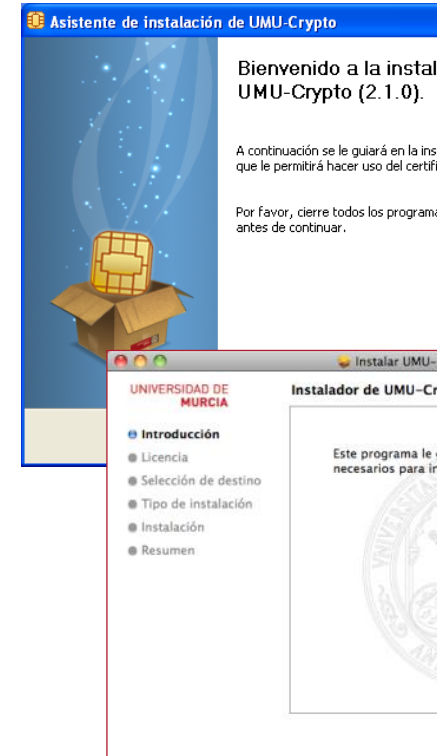 Asistente de instalación de UMU-Crypto
Bienvenido a la instal
UMU-Crypto (2.1.0).
A continuación se le guiará en la ins
que le permitirá hacer uso del certifi
Por favor, cierre todos los programa
antes de continuar.
Instalar UMU-
UNIVERSIDAD DE
MURCIA
Instalador de UMU-Cr
Introducción
Licencia
Selección de destino
Tipo de instalación
Instalación
Resumen
Este programa le
necesarios para in